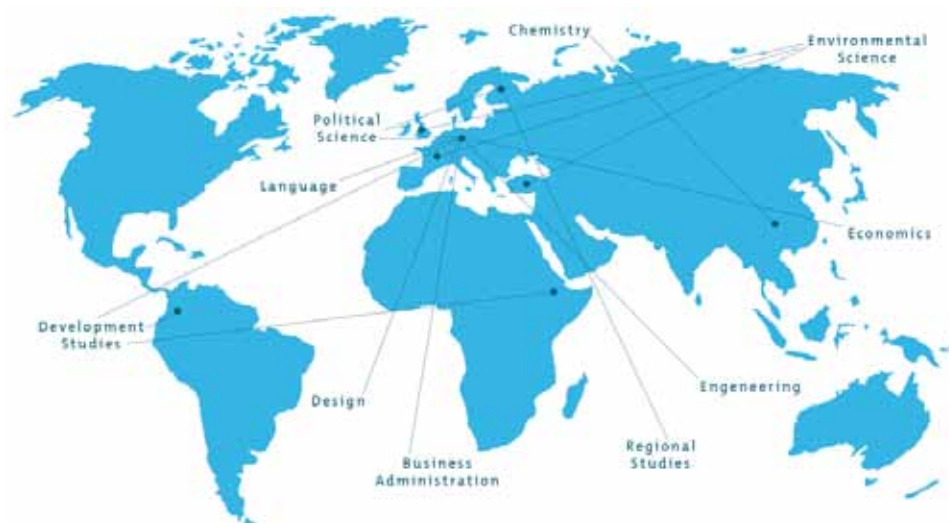 Chemistry
Environmental
Science
Political
Science
Language
Economics
Development
Studies
Design
Engeneering
Regional
Studies
Business
Administration